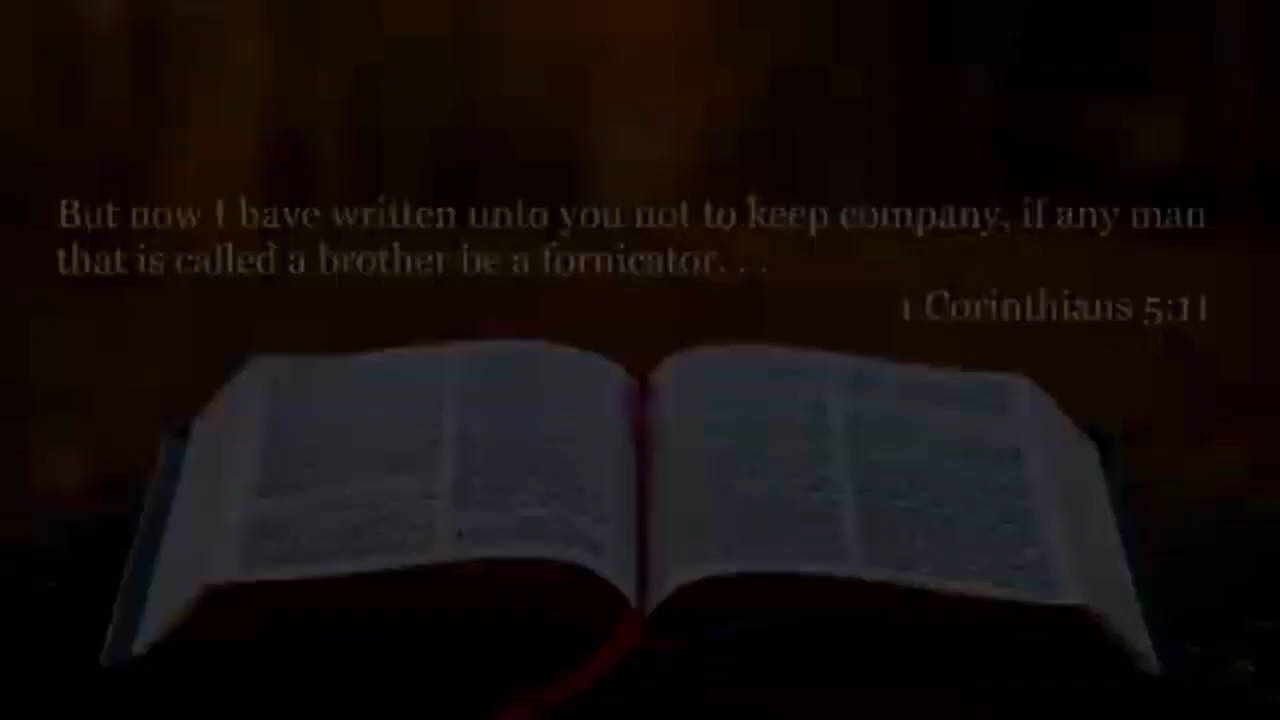 But now I have written unto you not to keep company, if any man
that is called a brother be a fornicator. . .
1 Corinthians 5:11